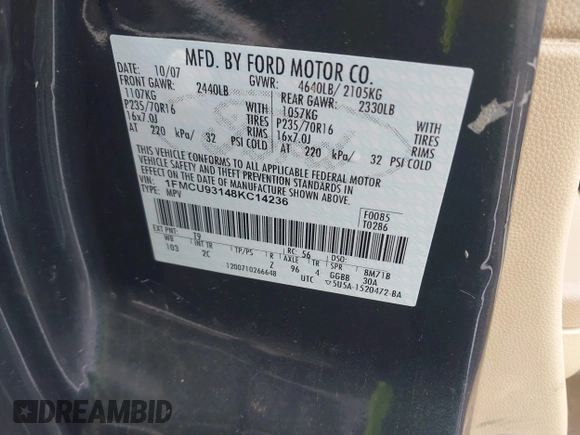 MFD. BY FORD MOTOR CO.
10/07 GVWR: 4640LB/ 2105KG
FRONT GAWR: 2440LB REAR GAWR: 2330LB
1107KG WITH 1057KG WITH
P235/70R16 TIRES P235/70R16 TIRES
16x7.0J RIMS 16x7.0J RIMS
AT 220 kPa/ 32 PSI COLD AT 220 kPa/ 32 PSI COLD
THIS VEHICLE CONFORMS TO ALL APPLICABLE FEDERAL MOTOR
VEHICLE SAFETY AND THEFT PREVENTION STANDARDS IN
EFFECT ON THE DATE OF MANUFACTURE SHOWN ABOVE.
VIN: 1FMCU93148KC14236
TYPE: MPV
F0085
T0286
EXT PNT: T9 RC: 56 DSO:
WB INT TR TP/PS R AXLE TR SPR 8M71B
103 2C Z 96 4 GGBB 30A
1200710266648 UTC ▽5U5A-1520472-BA
DREAMBID